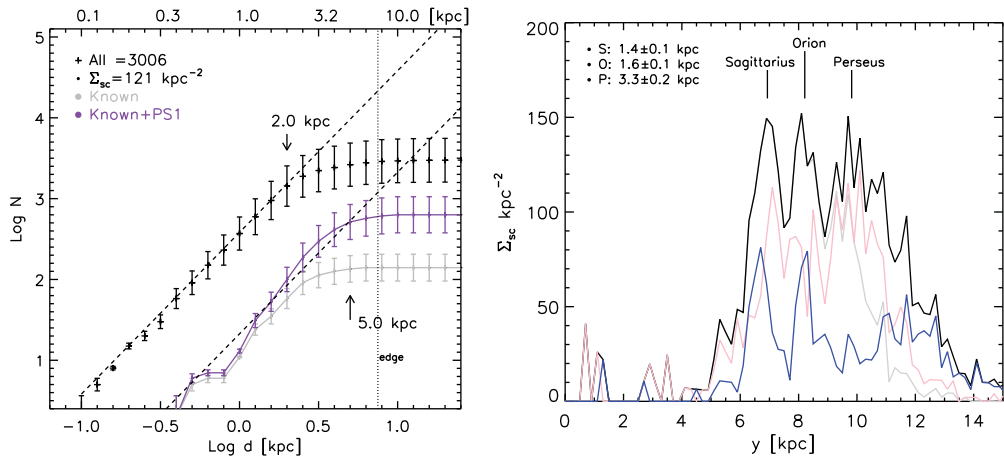 0.1 0.3 1.0 3.2 10.0 [kpc]
5
4
3
2
1
Log N
All =3006
Σsc=121 kpc⁻²
Known
Known+PS1
2.0 kpc
5.0 kpc
edge
-1.0 -0.5 0.0 0.5 1.0
Log d [kpc]
200
150
100
50
0
Σsc kpc⁻²
S: 1.4±0.1 kpc
O: 1.6±0.1 kpc
P: 3.3±0.2 kpc
Orion
Sagittarius
Perseus
0 2 4 6 8 10 12 14
y [kpc]